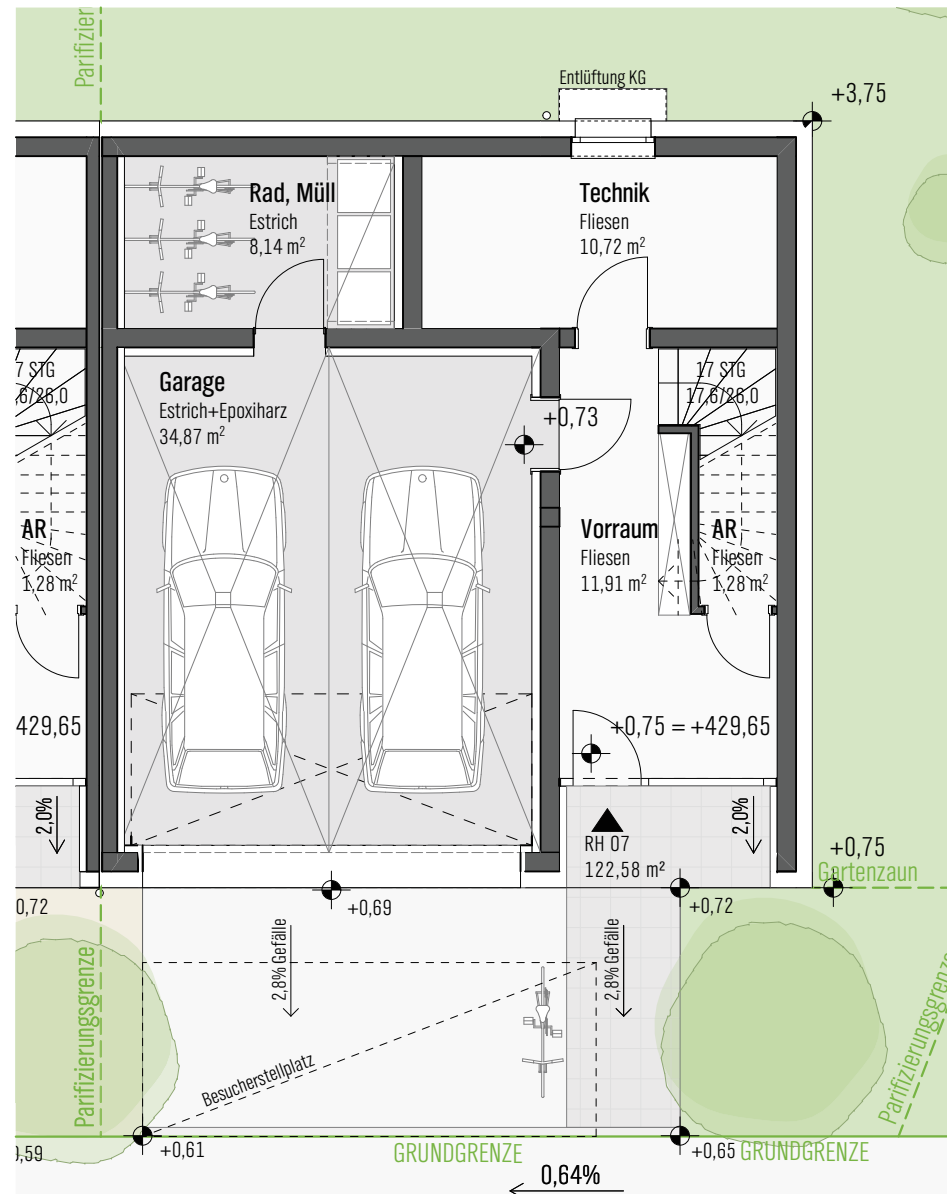 Parifizier
Entlüftung KG
+3,75
Rad, Müll
Estrich
8,14 m²
Technik
Fliesen
10,72 m²
7 STG
,6/26,0
Garage
Estrich+Epoxiharz
34,87 m²
17 STG
17,6/26,0
+0,73
AR
Fliesen
1,28 m²
Vorraum
Fliesen
11,91 m²
AR
Fliesen
1,28 m²
429,65
+0,75 = +429,65
2,0%
2,0%
RH 07
122,58 m²
+0,75
Gartenzaun
0,72
+0,69
+0,72
2,8% Gefälle
2,8% Gefälle
Parifizierungsgrenze
Parifizierungsgrenze
Besucherstellplatz
0,59
+0,61
GRUNDGRENZE
+0,65
GRUNDGRENZE
0,64%